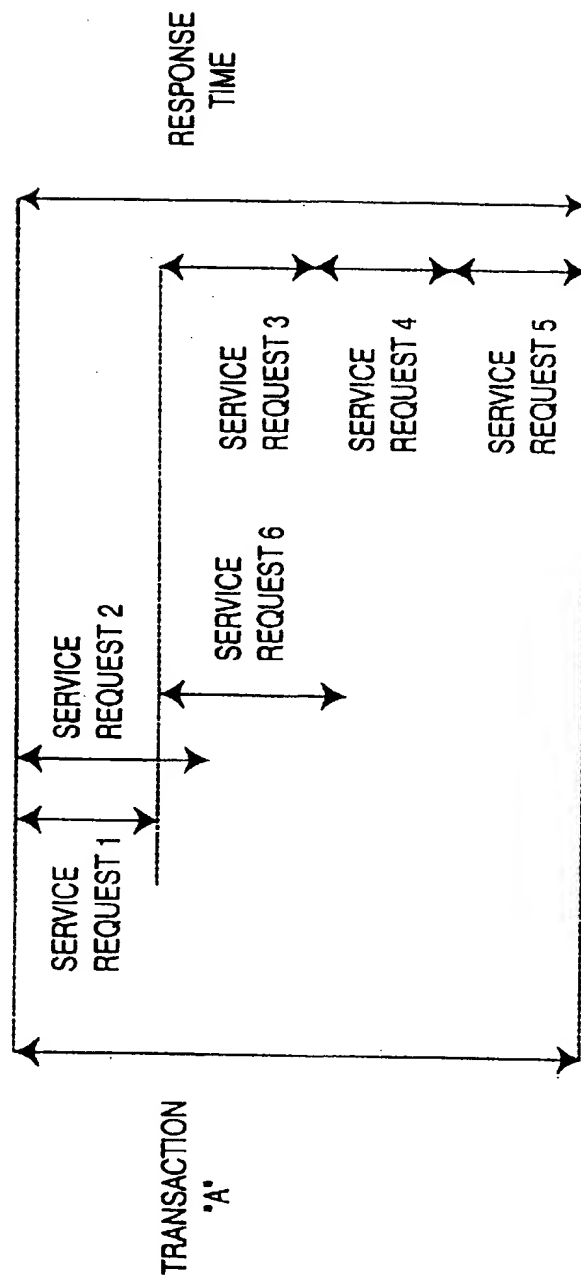 TRANSACTION
"A"
SERVICE
REQUEST 1
SERVICE
REQUEST 2
SERVICE
REQUEST 6
SERVICE
REQUEST 3
SERVICE
REQUEST 4
SERVICE
REQUEST 5
RESPONSE
TIME